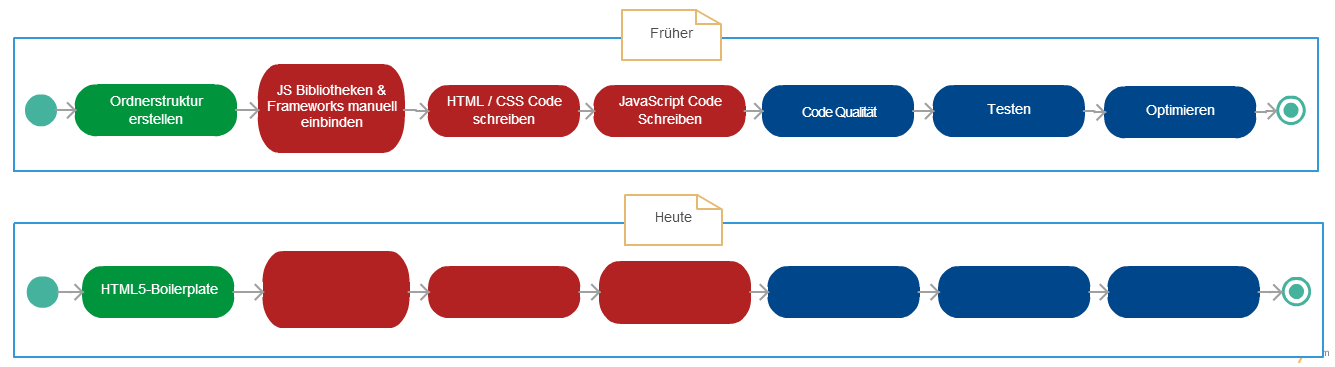 Früher
Ordnerstruktur
erstellen
JS Bibliotheken &
Frameworks manuell
einbinden
HTML / CSS Code
schreiben
JavaScript Code
Schreiben
Code Qualität
Testen
Optimieren
Heute
HTML5-Boilerplate
m